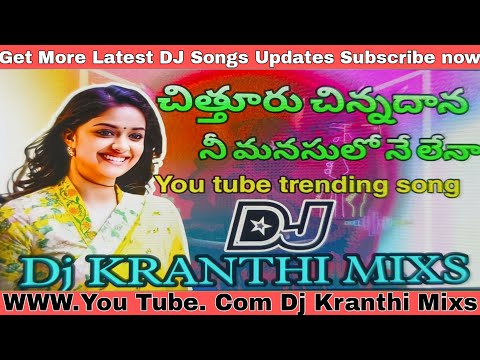 Get More Latest DJ Songs Updates Subscribe now
చిత్తూరు చిన్నదాన
నీ మనసులో నే లేనా
You tube trending song
DJ
Dj KRANTHI MIXS
WWW.You Tube. Com Dj Kranthi Mixs